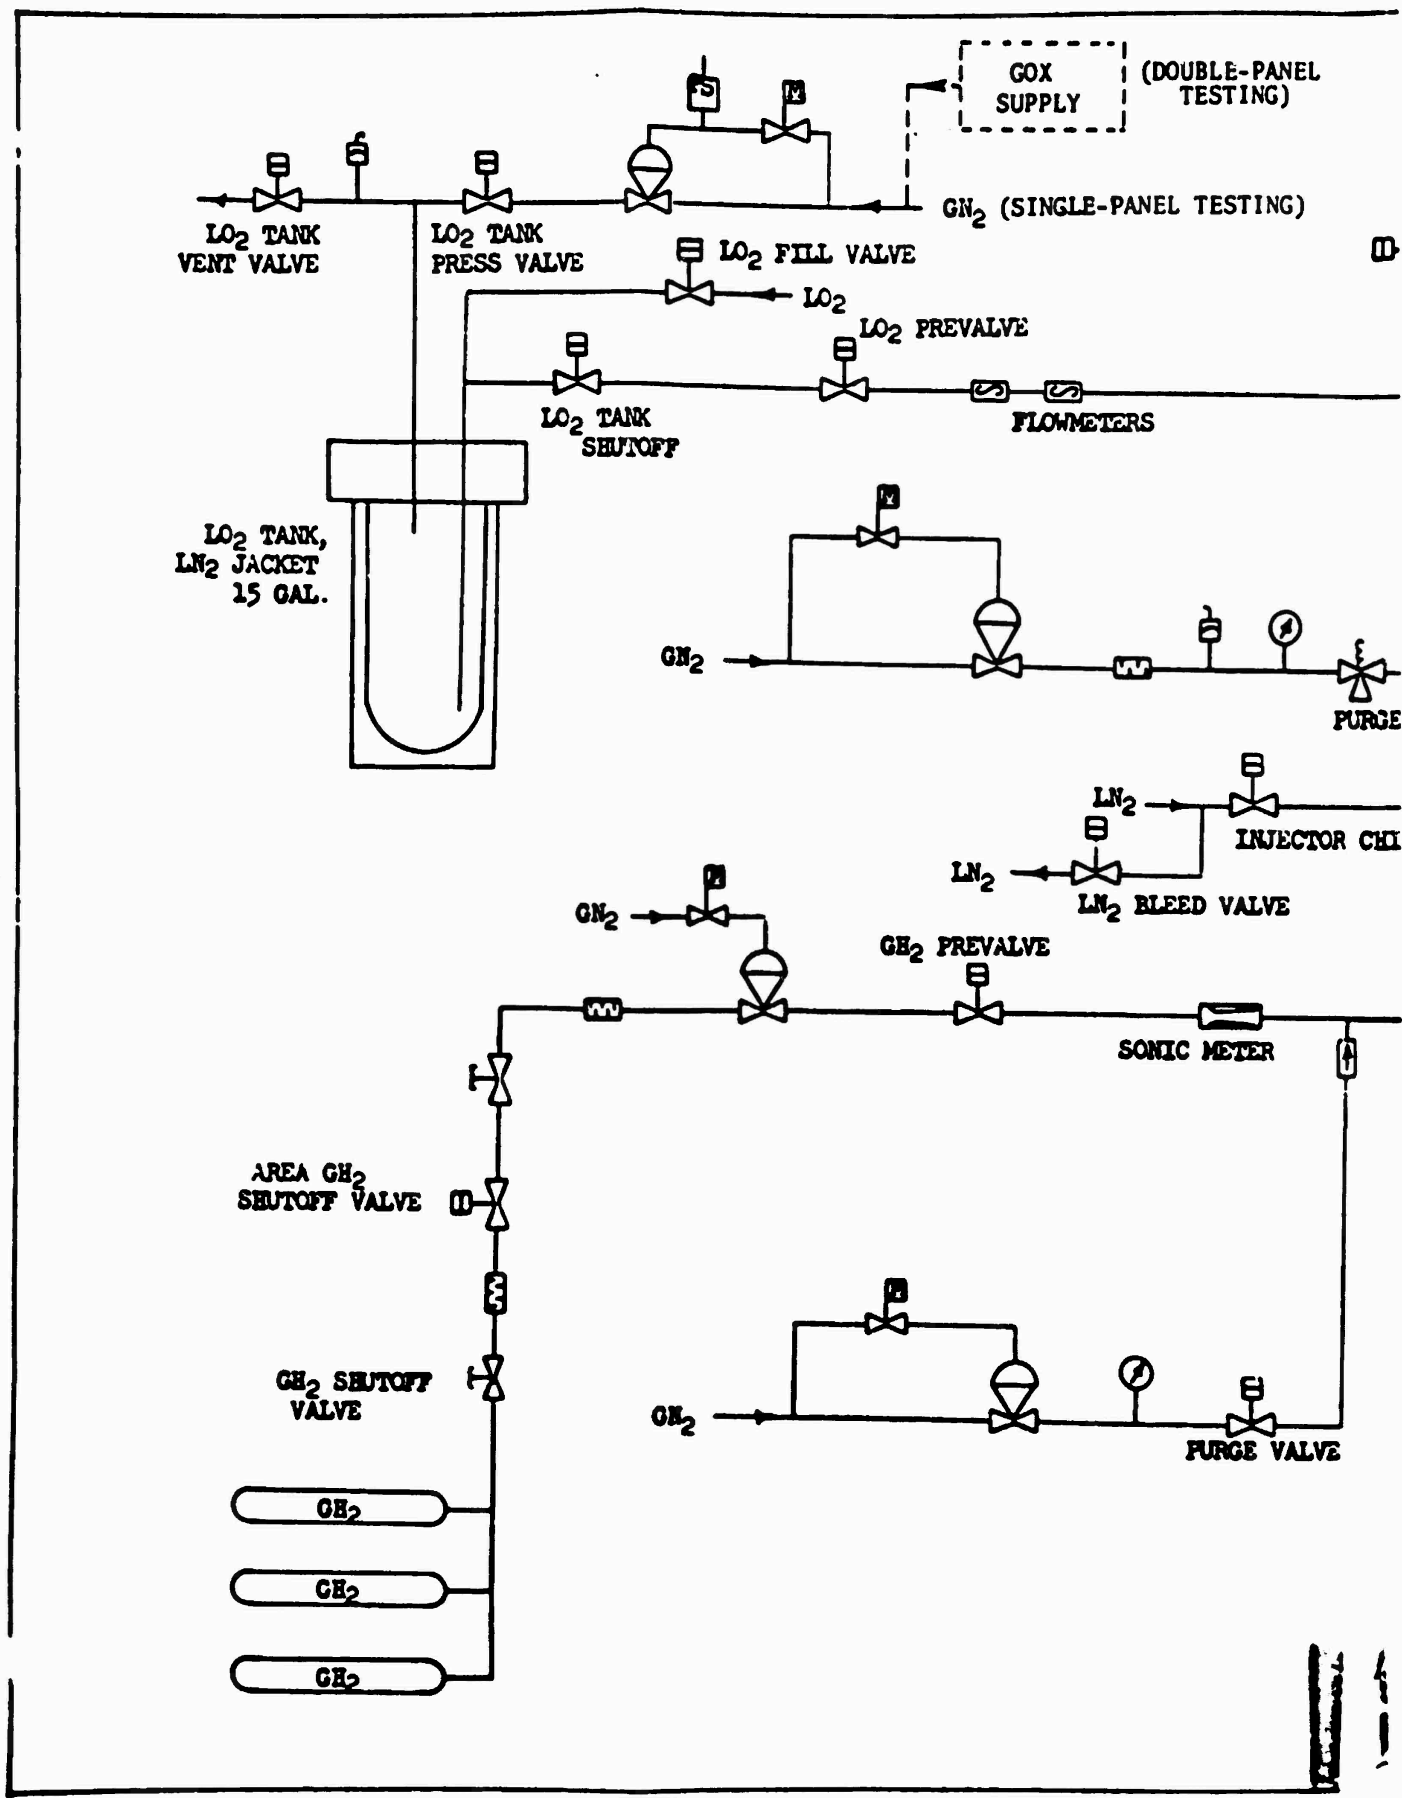 GOX
SUPPLY
(DOUBLE-PANEL
TESTING)
PS
M
GN2 (SINGLE-PANEL TESTING)
LO2 TANK
VENT VALVE
LO2 TANK
PRESS VALVE
LO2 FILL VALVE
LO2
LO2 PREVALVE
LO2 TANK
SHUTOFF
FLOWMETERS
LO2 TANK,
LN2 JACKET
15 GAL.
M
GN2
PURGE
LN2
INJECTOR CHI
LN2
LN2 BLEED VALVE
M
GN2
GH2 PREVALVE
SONIC METER
AREA GH2
SHUTOFF VALVE
GH2 SHUTOFF
VALVE
M
GN2
PURGE VALVE
GH2
GH2
GH2